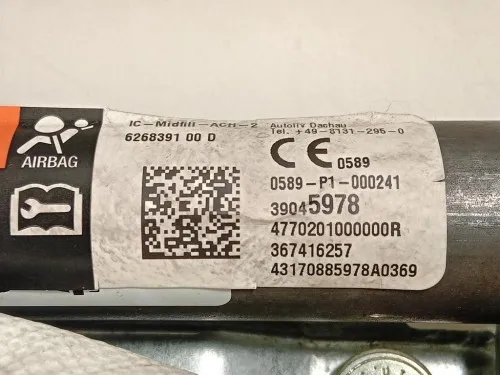 IC-Midfill-ACH-2
6268391 00 D
Autoliv Dachau
Tel. +49-8131-295-0
CE 0589
0589-P1-000241
39045978
4770201000000R
367416257
43170885978A0369
AIRBAG